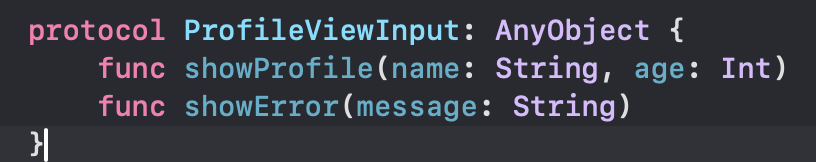 protocol ProfileViewInput: AnyObject {
    func showProfile(name: String, age: Int)
    func showError(message: String)
}